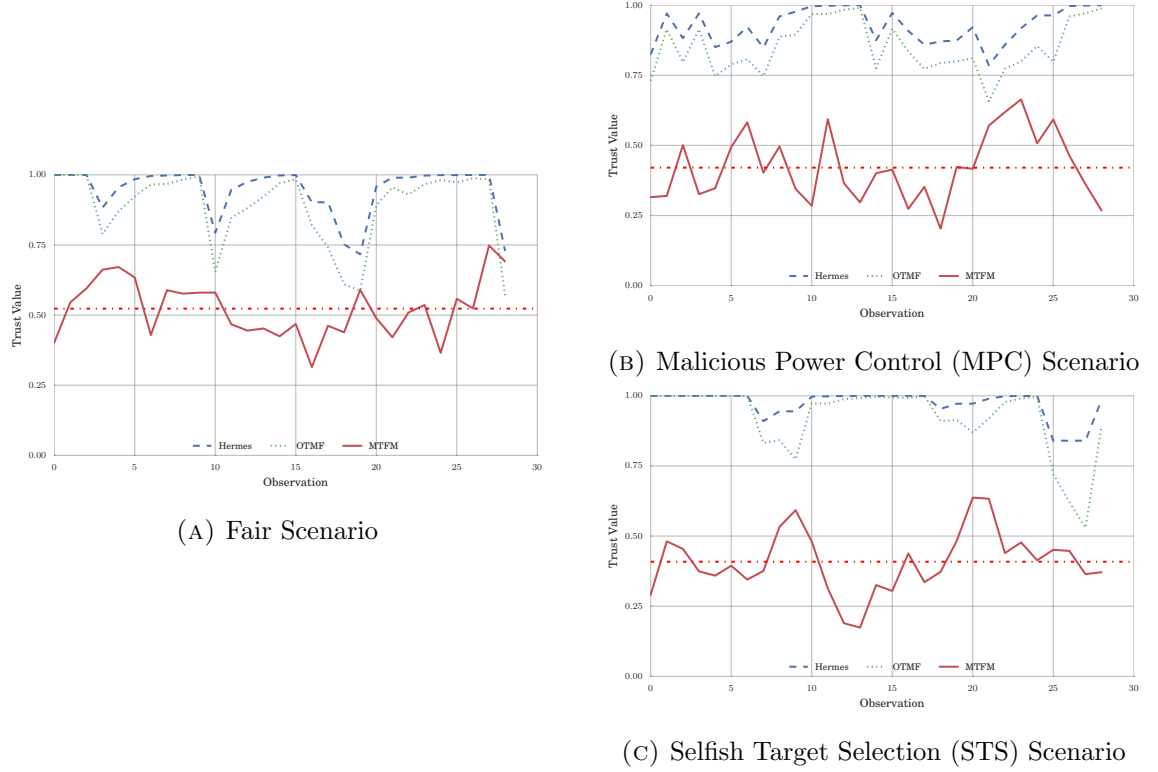 1.00
0.75
0.50
0.25
0.00
Trust Value
0 5 10 15 20 25 30
Observation
Hermes OTMF MTFM
(A) Fair Scenario
1.00
0.75
0.50
0.25
0.00
Trust Value
0 5 10 15 20 25 30
Observation
Hermes OTMF MTFM
(B) Malicious Power Control (MPC) Scenario
1.00
0.75
0.50
0.25
0.00
Trust Value
0 5 10 15 20 25 30
Observation
Hermes OTMF MTFM
(C) Selfish Target Selection (STS) Scenario